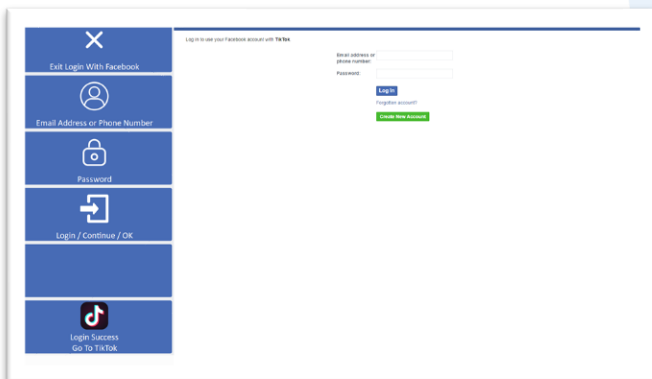 Exit Login With Facebook
Email Address or Phone Number
Password
Login / Continue / OK
Login Success
Go To TikTok
Log in to use your Facebook account with TikTok.
Email address or
phone number:
Password:
Log In
Forgotten account?
Create New Account